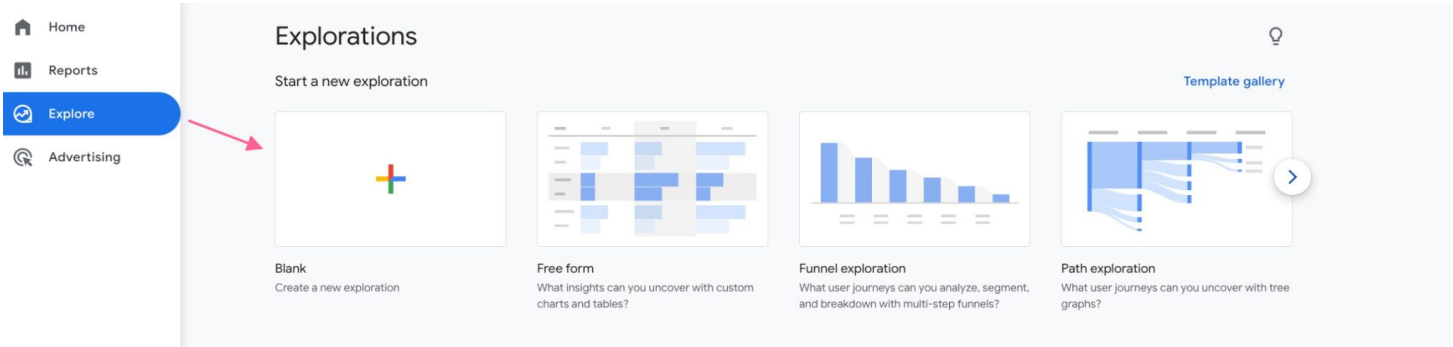 Home
Reports
Explore
Advertising
Explorations
Start a new exploration
Template gallery
Blank
Create a new exploration
Free form
What insights can you uncover with custom
charts and tables?
Funnel exploration
What user journeys can you analyze, segment,
and breakdown with multi-step funnels?
Path exploration
What user journeys can you uncover with tree
graphs?